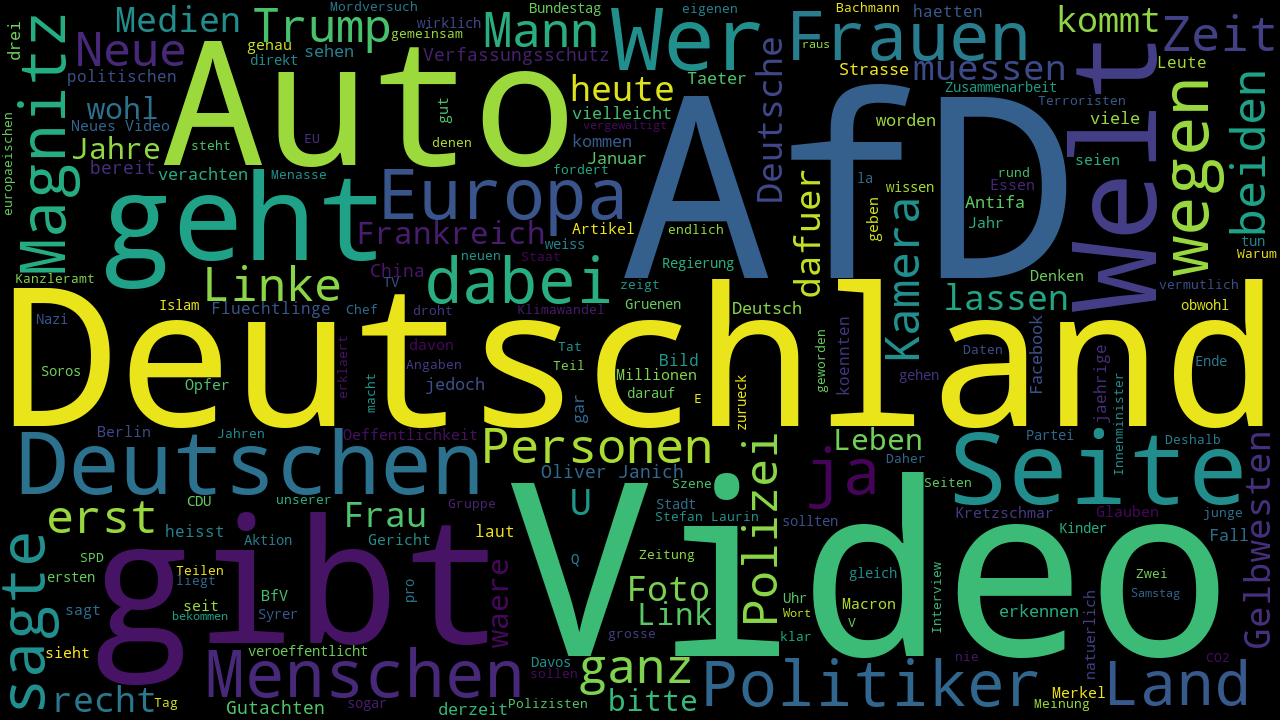 Medien
Mordversuch
Trump
wirklich
gemeinsam
Mann
Bundestag
Wer
eigenen
Frauen
Bachmann
haetten
kommt
Zeit
drei
Magnitz
Neue
genau
sehen
direkt
Auto
Verfassungsschutz
heute
Taeter
Deutsche
raus
Strasse
muessen
Welt
Leute
politischen
wohl
Neues Video
EU
gut
vielleicht
vergewaltigt
AfD
Zusammenarbeit
Terroristen
wegen
beiden
europaeischen
Jahre
steht
denen
kommen
Januar
worden
viele
bereit
verachten
Menasse
geht
Europa
fordert
dafuer
la
wissen
seien
rund
Essen
Antifa
Jahr
geben
Kamera
Frankreich
Artikel
endlich
weiss
neuen
Staat
Regierung
Denken
tun
Warum
Kanzleramt
Linke
China
TV
dabei
zeigt
Gruenen
Deutsch
lassen
vermutlich
obwohl
Nazi
Islam
Fluechtlinge
Chef
droht
Klimawandel
Deutschland
Soros
Opfer
erklaert
davon
Angaben
macht
jedoch
Tat
Teil
gar
Bild
Millionen
darauf
E
zurueck
geworden
koennten
gehen
Daten
Facebook
jaehrige
Ende
Berlin
Jahren
Oeffentlichkeit
Personen
Polizei
ja
Leben
Daher
Seite
Partei
Innenminister
Deshalb
Gelbwesten
Deutschen
Oliver Janich
Szene
Seiten
CDU
unserer
Gruppe
U
Stadt
Stefan Laurin
sollten
Kretzschmar
Glauben
junge
erst
heisst
Aktion
Frau
Gericht
laut
Video
Kinder
Fall
sagte
SPD
ersten
gibt
Teilen
liegt
Q
Zeitung
gleich
Interview
Zwei
sagt
seit
bekommen
BfV
Syrer
pro
waere
Foto
Link
Uhr
Wort
Macron
V
erkennen
Samstag
natuerlich
sieht
veroeffentlicht
grosse
klar
nie
CO2
recht
Tag
Menschen
Davos
sollen
ganz
Politiker
Merkel
Meinung
Land
Gutachten
sogar
derzeit
Polizisten
bitte